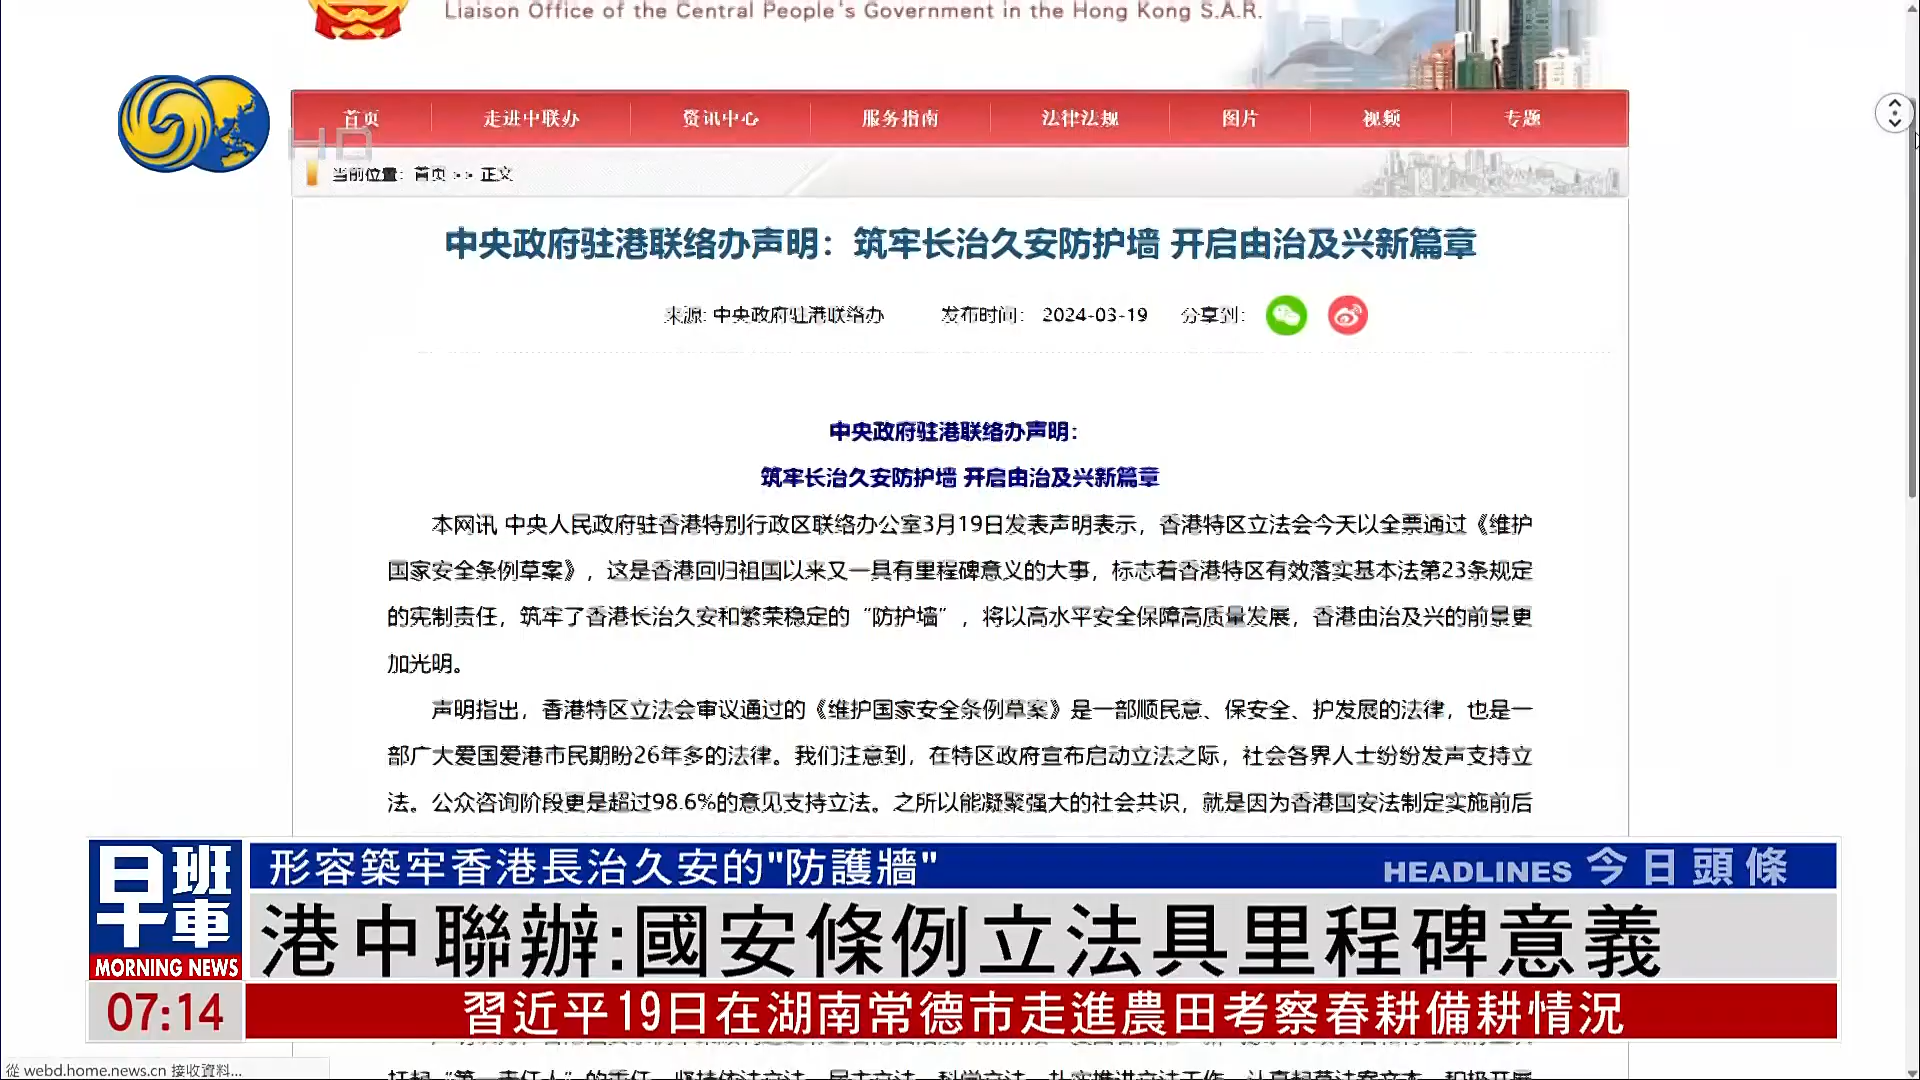 Liaison Office of the Central People's Government in the Hong Kong S.A.R.
首页 走进中联办 资讯中心 服务指南 法律法规 图片 视频 专题
HD
当前位置： 首页 >> 正文
中央政府驻港联络办声明：筑牢长治久安防护墙 开启由治及兴新篇章
来源: 中央政府驻港联络办 发布时间： 2024-03-19 分享到：
中央政府驻港联络办声明：
筑牢长治久安防护墙 开启由治及兴新篇章
本网讯 中央人民政府驻香港特别行政区联络办公室3月19日发表声明表示，香港特区立法会今天以全票通过《维护
国家安全条例草案》，这是香港回归祖国以来又一具有里程碑意义的大事，标志着香港特区有效落实基本法第23条规定
的宪制责任，筑牢了香港长治久安和繁荣稳定的“防护墙”，将以高水平安全保障高质量发展，香港由治及兴的前景更
加光明。
声明指出，香港特区立法会审议通过的《维护国家安全条例草案》是一部顺民意、保安全、护发展的法律，也是一
部广大爱国爱港市民期盼26年多的法律。我们注意到，在特区政府宣布启动立法之际，社会各界人士纷纷发声支持立
法。公众咨询阶段更是超过98.6%的意见支持立法。之所以能凝聚强大的社会共识，就是因为香港国安法制定实施前后
早班車
MORNING NEWS
07:14
形容築牢香港長治久安的"防護牆"
HEADLINES 今日頭條
港中聯辦:國安條例立法具里程碑意義
習近平19日在湖南常德市走進農田考察春耕備耕情況
從 webd.home.news.cn 接收資料...